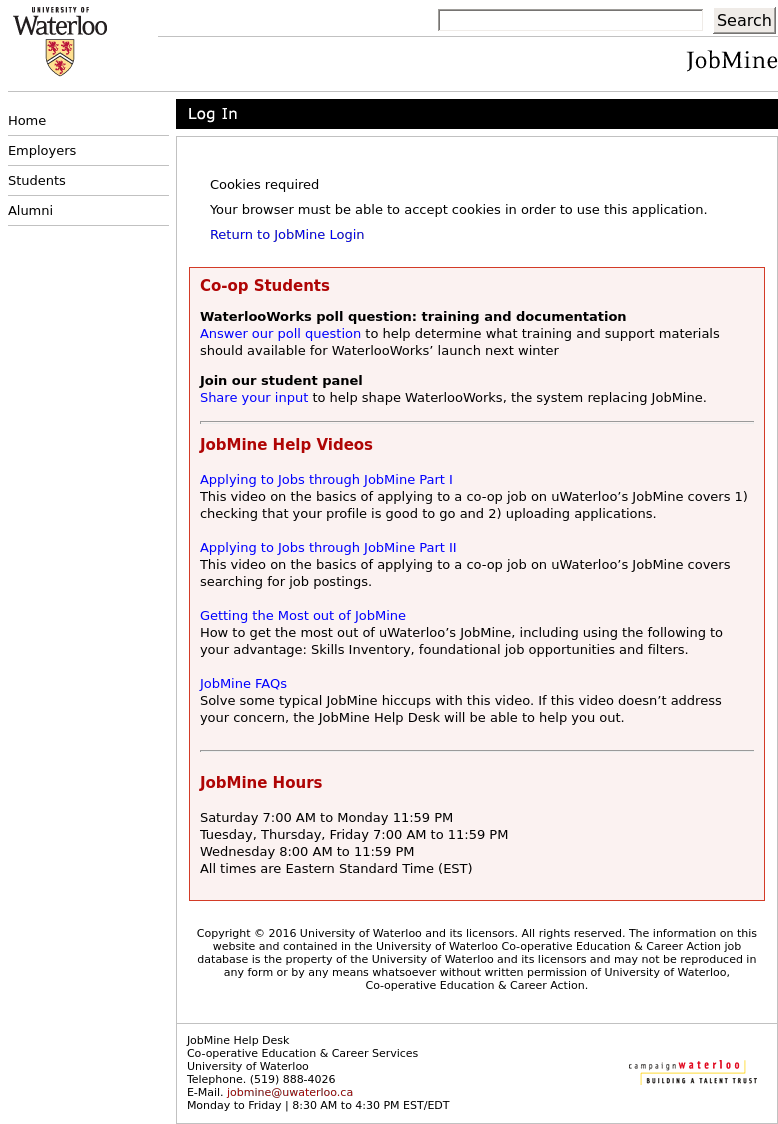 UNIVERSITY OF
Waterloo
Search
JobMine
Home
Employers
Students
Alumni
Log In
Cookies required
Your browser must be able to accept cookies in order to use this application.
Return to JobMine Login
Co-op Students
WaterlooWorks poll question: training and documentation
Answer our poll question to help determine what training and support materials
should available for WaterlooWorks’ launch next winter
Join our student panel
Share your input to help shape WaterlooWorks, the system replacing JobMine.
JobMine Help Videos
Applying to Jobs through JobMine Part I
This video on the basics of applying to a co-op job on uWaterloo’s JobMine covers 1)
checking that your profile is good to go and 2) uploading applications.
Applying to Jobs through JobMine Part II
This video on the basics of applying to a co-op job on uWaterloo’s JobMine covers
searching for job postings.
Getting the Most out of JobMine
How to get the most out of uWaterloo’s JobMine, including using the following to
your advantage: Skills Inventory, foundational job opportunities and filters.
JobMine FAQs
Solve some typical JobMine hiccups with this video. If this video doesn’t address
your concern, the JobMine Help Desk will be able to help you out.
JobMine Hours
Saturday 7:00 AM to Monday 11:59 PM
Tuesday, Thursday, Friday 7:00 AM to 11:59 PM
Wednesday 8:00 AM to 11:59 PM
All times are Eastern Standard Time (EST)
Copyright © 2016 University of Waterloo and its licensors. All rights reserved. The information on this
website and contained in the University of Waterloo Co-operative Education & Career Action job
database is the property of the University of Waterloo and its licensors and may not be reproduced in
any form or by any means whatsoever without written permission of University of Waterloo,
Co-operative Education & Career Action.
JobMine Help Desk
Co-operative Education & Career Services
University of Waterloo
Telephone. (519) 888-4026
E-Mail. jobmine@uwaterloo.ca
Monday to Friday | 8:30 AM to 4:30 PM EST/EDT
campaignwaterloo
BUILDING A TALENT TRUST